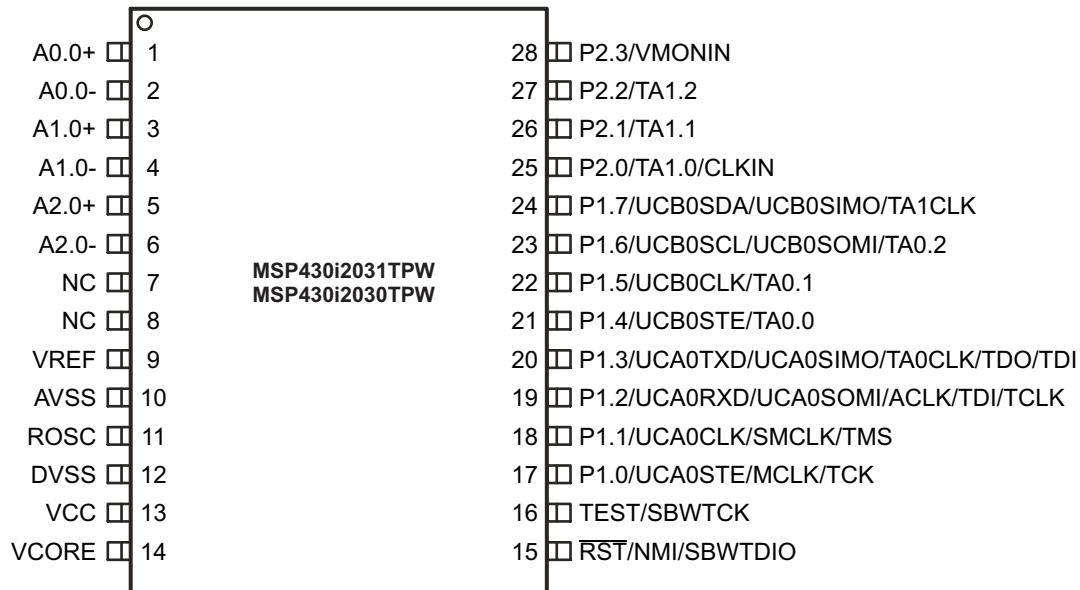 A0.0+ 1 28 P2.3/VMONIN
A0.0- 2 27 P2.2/TA1.2
A1.0+ 3 26 P2.1/TA1.1
A1.0- 4 25 P2.0/TA1.0/CLKIN
A2.0+ 5 24 P1.7/UCB0SDA/UCB0SIMO/TA1CLK
A2.0- 6 23 P1.6/UCB0SCL/UCB0SOMI/TA0.2
MSP430i2031TPW
NC 7 22 P1.5/UCB0CLK/TA0.1
MSP430i2030TPW
NC 8 21 P1.4/UCB0STE/TA0.0
VREF 9 20 P1.3/UCA0TXD/UCA0SIMO/TA0CLK/TDO/TDI
AVSS 10 19 P1.2/UCA0RXD/UCA0SOMI/ACLK/TDI/TCLK
ROSC 11 18 P1.1/UCA0CLK/SMCLK/TMS
DVSS 12 17 P1.0/UCA0STE/MCLK/TCK
VCC 13 16 TEST/SBWTCK
VCORE 14 15 RST/NMI/SBWTDIO